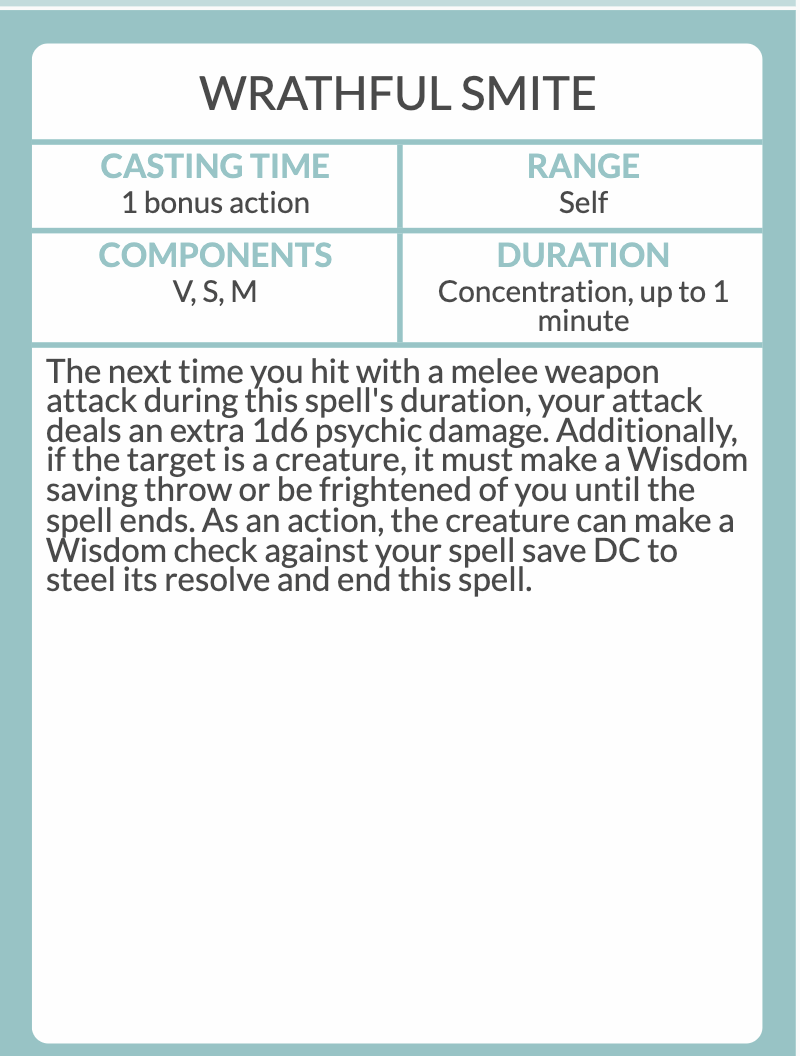 WRATHFUL SMITE
CASTING TIME
1 bonus action
RANGE
Self
COMPONENTS
V, S, M
DURATION
Concentration, up to 1
minute
The next time you hit with a melee weapon
attack during this spell's duration, your attack
deals an extra 1d6 psychic damage. Additionally,
if the target is a creature, it must make a Wisdom
saving throw or be frightened of you until the
spell ends. As an action, the creature can make a
Wisdom check against your spell save DC to
steel its resolve and end this spell.